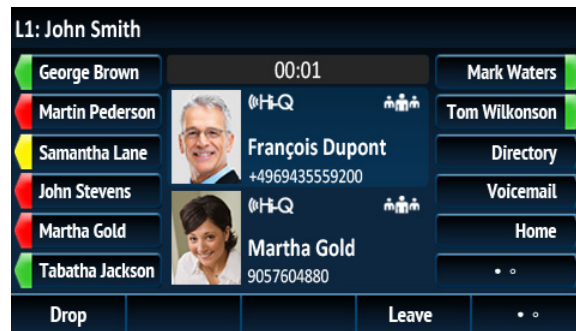 L1: John Smith
George Brown
Martin Pederson
Samantha Lane
John Stevens
Martha Gold
Tabatha Jackson
00:01
Hi-Q
François Dupont
+4969435559200
Hi-Q
Martha Gold
9057604880
Mark Waters
Tom Wilkonson
Directory
Voicemail
Home
Drop
Leave